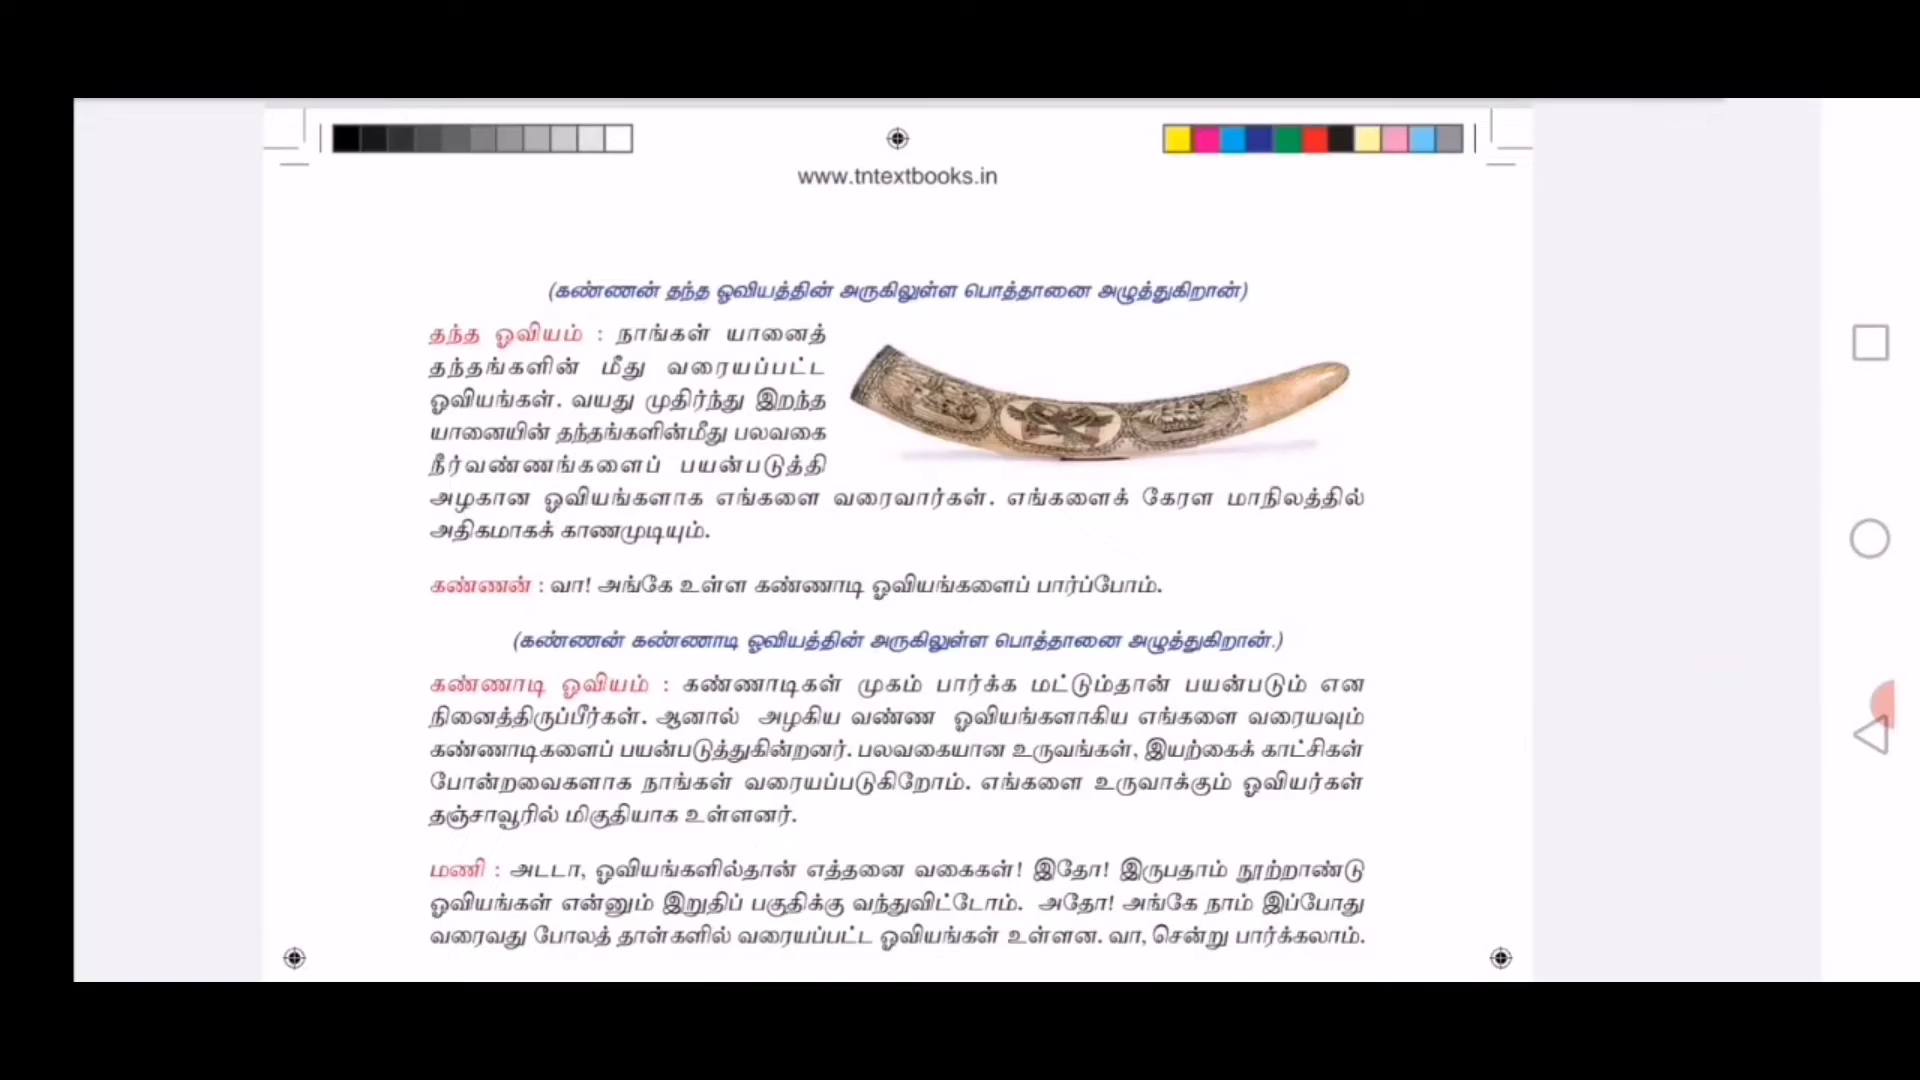 www.tntextbooks.in
(கண்ணன் தந்த ஓவியத்தின் அருகிலுள்ள பொத்தானை அழுத்துகிறான்)
தந்த ஓவியம் : நாங்கள் யானைத்
தந்தங்களின் மீது வரையப்பட்ட
ஓவியங்கள். வயது முதிர்ந்து இறந்த
யானையின் தந்தங்களின்மீது பலவகை
நீர்வண்ணங்களைப் பயன்படுத்தி
அழகான ஓவியங்களாக எங்களை வரைவார்கள். எங்களைக் கேரள மாநிலத்தில்
அதிகமாகக் காணமுடியும்.
கண்ணன் : வா! அங்கே உள்ள கண்ணாடி ஓவியங்களைப் பார்ப்போம்.
(கண்ணன் கண்ணாடி ஓவியத்தின் அருகிலுள்ள பொத்தானை அழுத்துகிறான்.)
கண்ணாடி ஓவியம் : கண்ணாடிகள் முகம் பார்க்க மட்டும்தான் பயன்படும் என
நினைத்திருப்பீர்கள். ஆனால் அழகிய வண்ண ஓவியங்களாகிய எங்களை வரையவும்
கண்ணாடிகளைப் பயன்படுத்துகின்றனர். பலவகையான உருவங்கள், இயற்கைக் காட்சிகள்
போன்றவைகளாக நாங்கள் வரையப்படுகிறோம். எங்களை உருவாக்கும் ஓவியர்கள்
தஞ்சாவூரில் மிகுதியாக உள்ளனர்.
மணி : அடடா, ஓவியங்களில்தான் எத்தனை வகைகள்! இதோ! இருபதாம் நூற்றாண்டு
ஓவியங்கள் என்னும் இறுதிப் பகுதிக்கு வந்துவிட்டோம். அதோ! அங்கே நாம் இப்போது
வரைவது போலத் தாள்களில் வரையப்பட்ட ஓவியங்கள் உள்ளன. வா, சென்று பார்க்கலாம்.